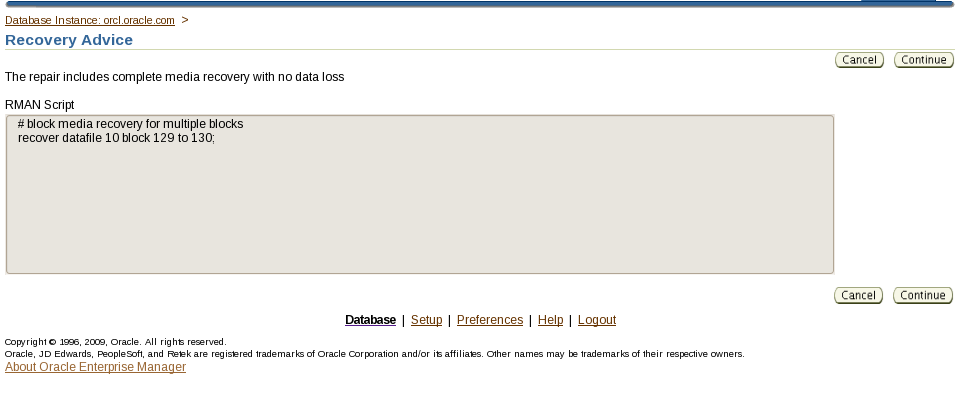 Database Instance: orcl.oracle.com >
Recovery Advice
Cancel Continue
The repair includes complete media recovery with no data loss
RMAN Script
# block media recovery for multiple blocks
recover datafile 10 block 129 to 130;
Cancel Continue
Database | Setup | Preferences | Help | Logout
Copyright © 1996, 2009, Oracle. All rights reserved.
Oracle, JD Edwards, PeopleSoft, and Retek are registered trademarks of Oracle Corporation and/or its affiliates. Other names may be trademarks of their respective owners.
About Oracle Enterprise Manager